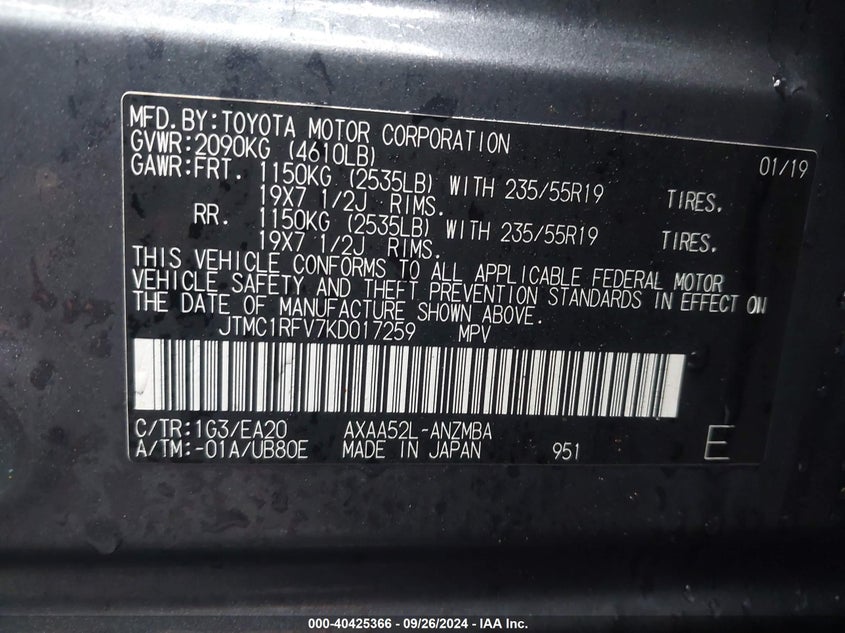 MFD.BY:TOYOTA MOTOR CORPORATION
GVWR:2090KG (4610LB) 01/19
GAWR:FRT. 1150KG (2535LB) WITH 235/55R19 TIRES.
19X7 1/2J RIMS.
RR. 1150KG (2535LB) WITH 235/55R19 TIRES.
19X7 1/2J RIMS.
THIS VEHICLE CONFORMS TO ALL APPLICABLE FEDERAL MOTOR
VEHICLE SAFETY AND THEFT PREVENTION STANDARDS IN EFFECT ON
THE DATE OF MANUFACTURE SHOWN ABOVE.
JTMC1RFV7KD017259 MPV
C/TR:1G3/EA20 AXAA52L-ANZMBA
A/TM:-01A/UB80E MADE IN JAPAN 951 E
000-40425366 - 09/26/2024 - IAA Inc.